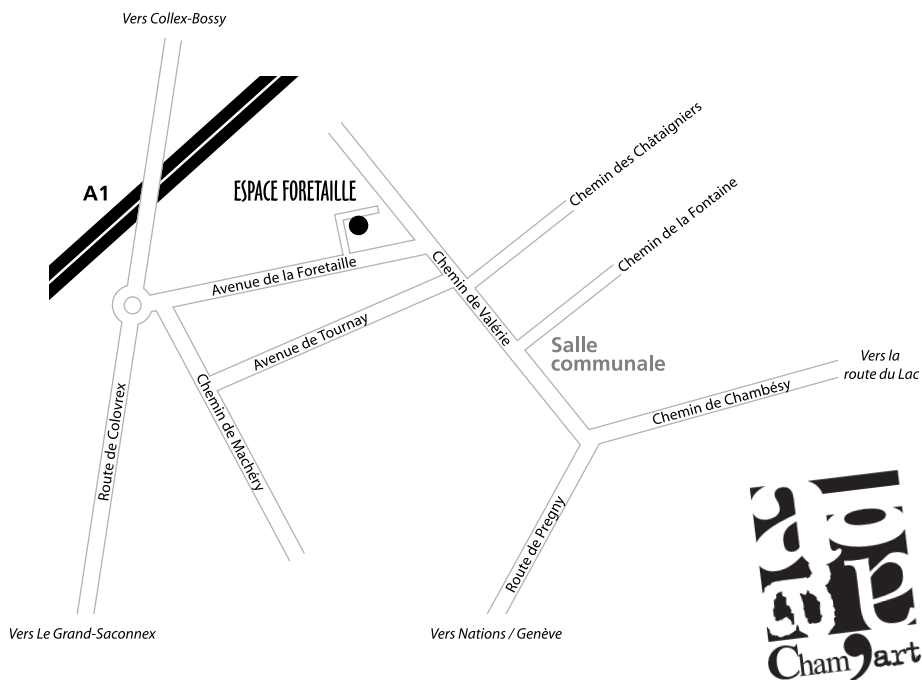 Vers Collex-Bossy
A1
ESPACE FORETAILLE
Chemin des Châtaigniers
Chemin de la Fontaine
Avenue de la Foretaille
Chemin de Valérie
Avenue de Tournay
Salle
communale
Vers la
route du Lac
Chemin de Chambésy
Chemin de Machéry
Route de Colovrex
Route de Pregny
Vers Le Grand-Saconnex
Vers Nations / Genève
Cham'art